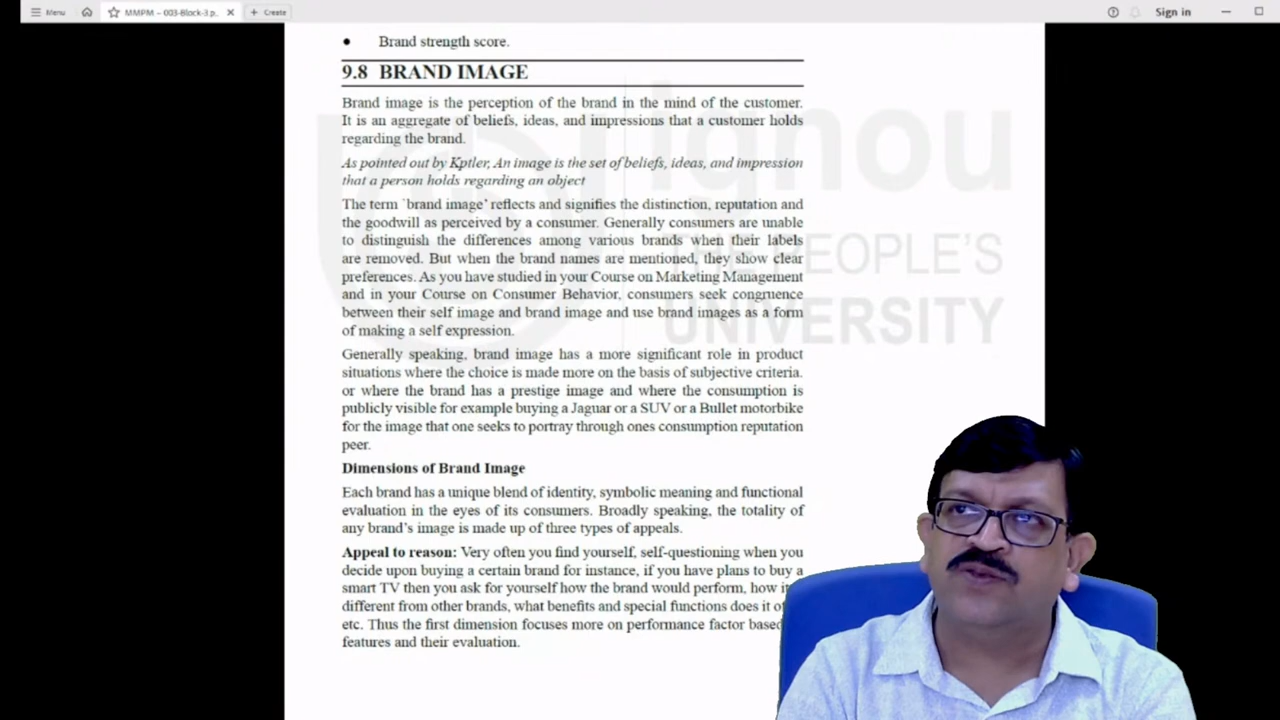 Menu
MMPM – 003-Block-3.p..
Create
Sign in
Brand strength score.
9.8 BRAND IMAGE
Brand image is the perception of the brand in the mind of the customer.
It is an aggregate of beliefs, ideas, and impressions that a customer holds
regarding the brand.
As pointed out by Kptler, An image is the set of beliefs, ideas, and impression
that a person holds regarding an object
The term `brand image' reflects and signifies the distinction, reputation and
the goodwill as perceived by a consumer. Generally consumers are unable
to distinguish the differences among various brands when their labels
are removed. But when the brand names are mentioned, they show clear
preferences. As you have studied in your Course on Marketing Management
and in your Course on Consumer Behavior, consumers seek congruence
between their self image and brand image and use brand images as a form
of making a self expression.
Generally speaking, brand image has a more significant role in product
situations where the choice is made more on the basis of subjective criteria.
or where the brand has a prestige image and where the consumption is
publicly visible for example buying a Jaguar or a SUV or a Bullet motorbike
for the image that one seeks to portray through ones consumption reputation
peer.
Dimensions of Brand Image
Each brand has a unique blend of identity, symbolic meaning and functional
evaluation in the eyes of its consumers. Broadly speaking, the totality of
any brand's image is made up of three types of appeals.
Appeal to reason: Very often you find yourself, self-questioning when you
decide upon buying a certain brand for instance, if you have plans to buy a
smart TV then you ask for yourself how the brand would perform, how
different from other brands, what benefits and special functions does it
etc. Thus the first dimension focuses more on performance factor based
features and their evaluation.
ignou
THE PEOPLE'S
UNIVERSITY